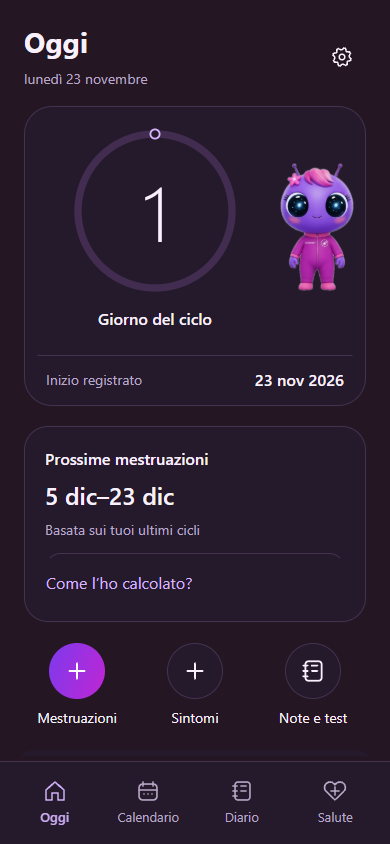 Oggi
lunedì 23 novembre
1
Giorno del ciclo
Inizio registrato
23 nov 2026
Prossime mestruazioni
5 dic–23 dic
Basata sui tuoi ultimi cicli
Come l’ho calcolato?
Mestruazioni
Sintomi
Note e test
Oggi
Calendario
Diario
Salute